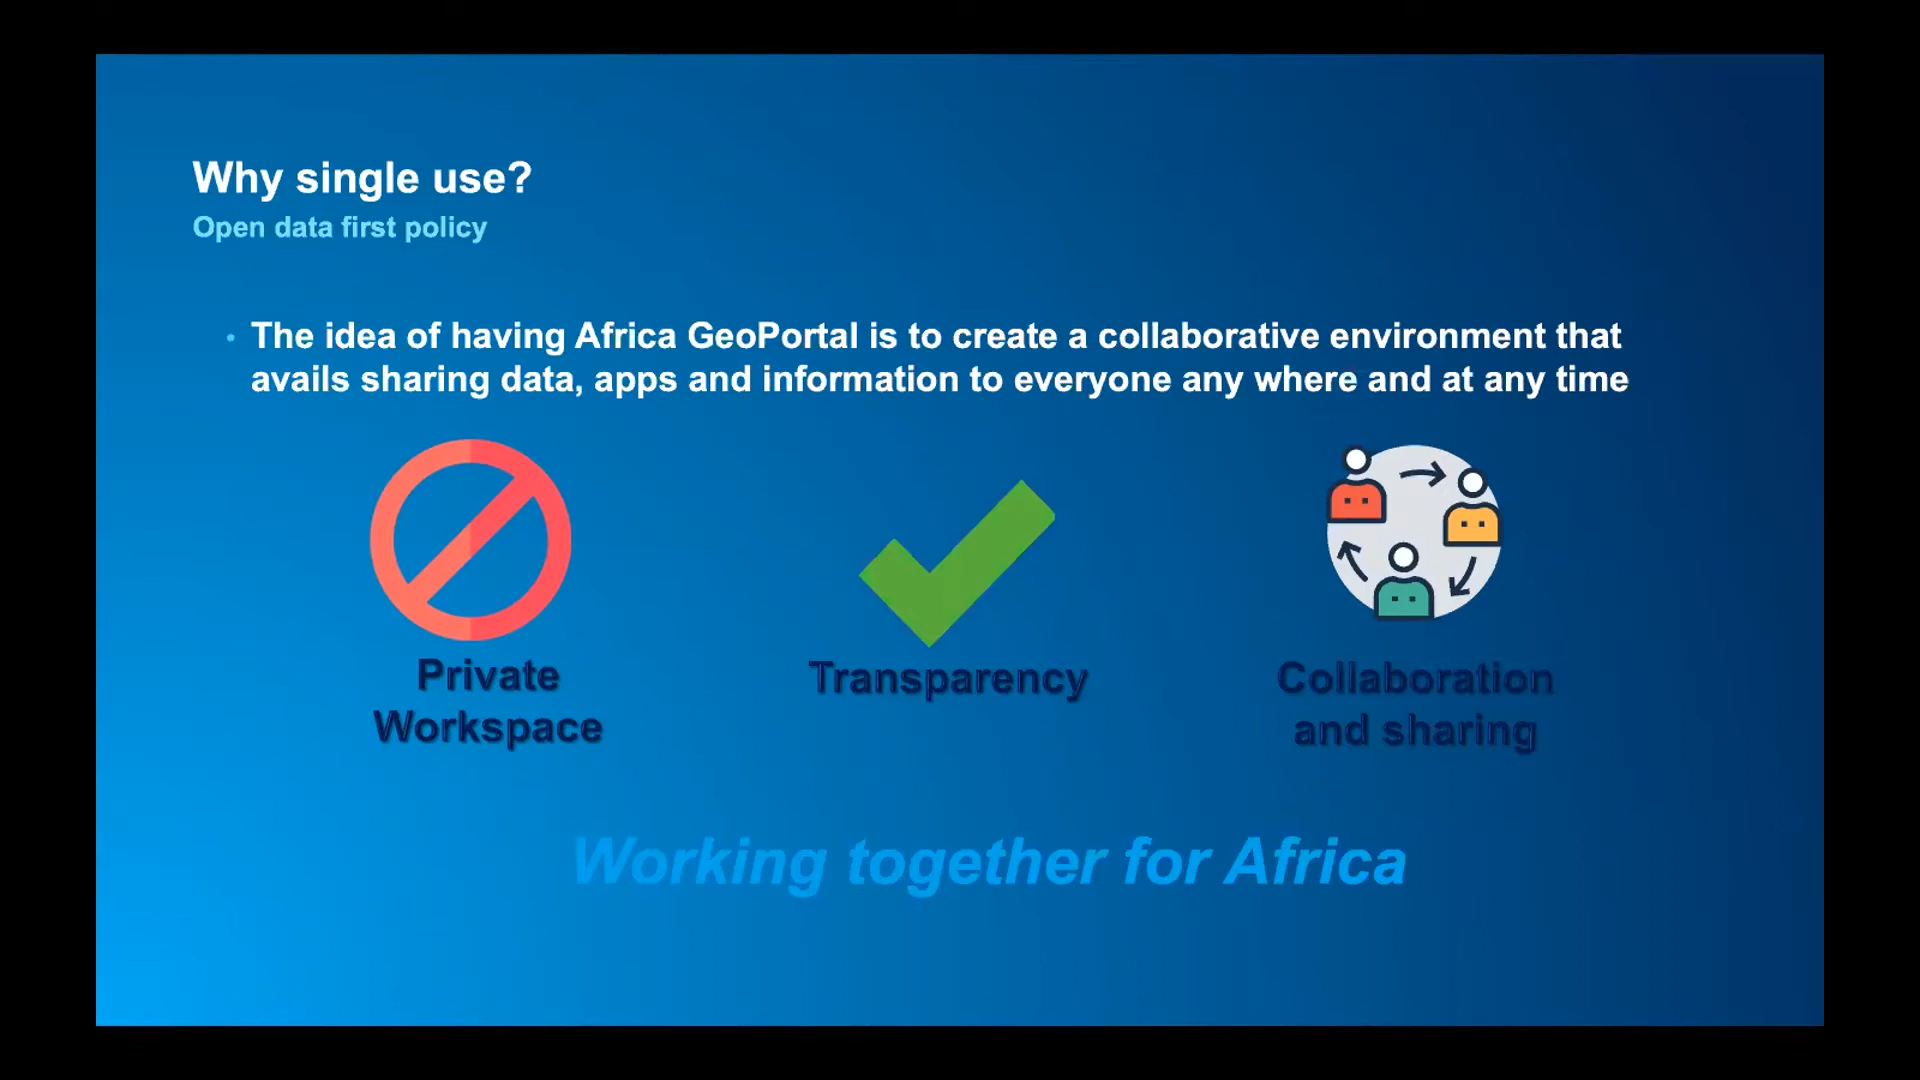 Why single use?
Open data first policy
• The idea of having Africa GeoPortal is to create a collaborative environment that
avails sharing data, apps and information to everyone any where and at any time
Private
Workspace
Transparency
Collaboration
and sharing
Working together for Africa